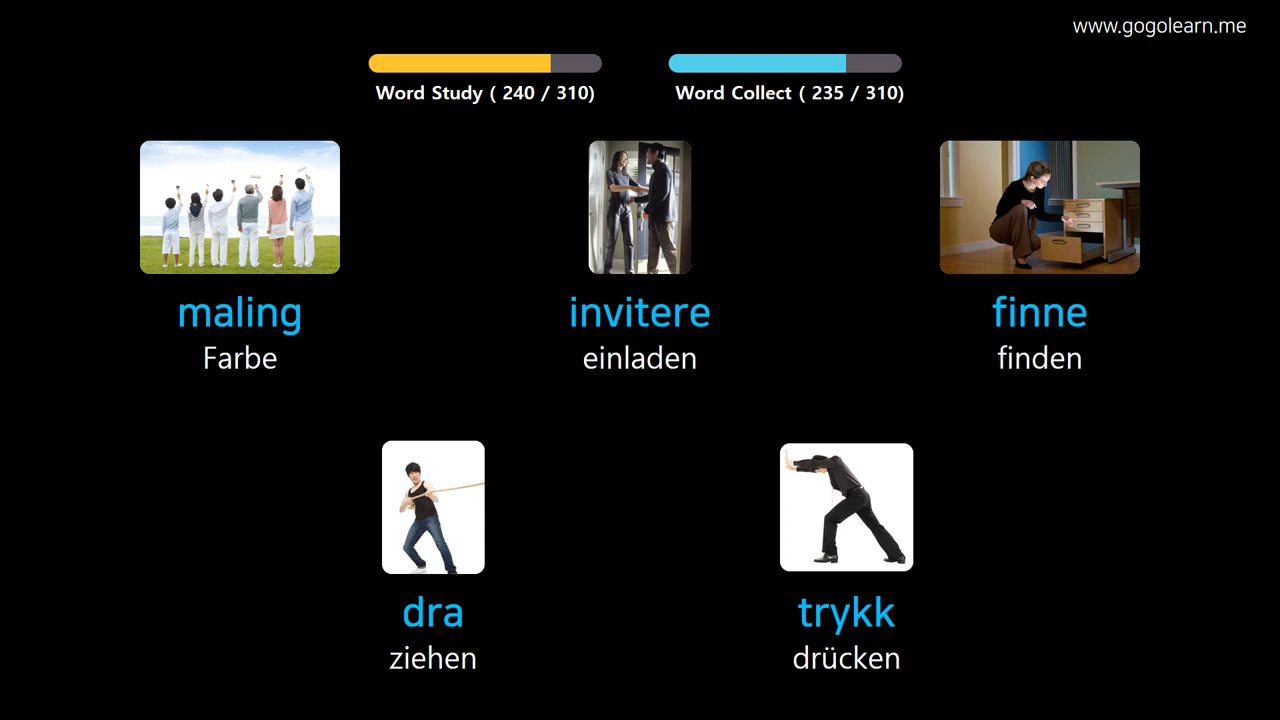 www.gogolearn.me
Word Study ( 240 / 310)
Word Collect ( 235 / 310)
maling
Farbe
invitere
einladen
finne
finden
dra
ziehen
trykk
drücken